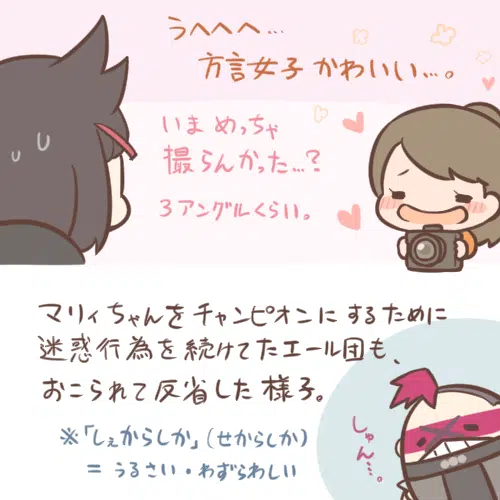 うへへへ…
方言女子かわいい…。
いまめっちゃ
撮らんかった…?
3アングルくらい。
マリィちゃんをチャンピオンにするために
迷惑行為を続けてたエール団も、
おこられて反省した様子。
しゅん…。
※「しぇからしか」(せからしか)
= うるさい・わずらわしい